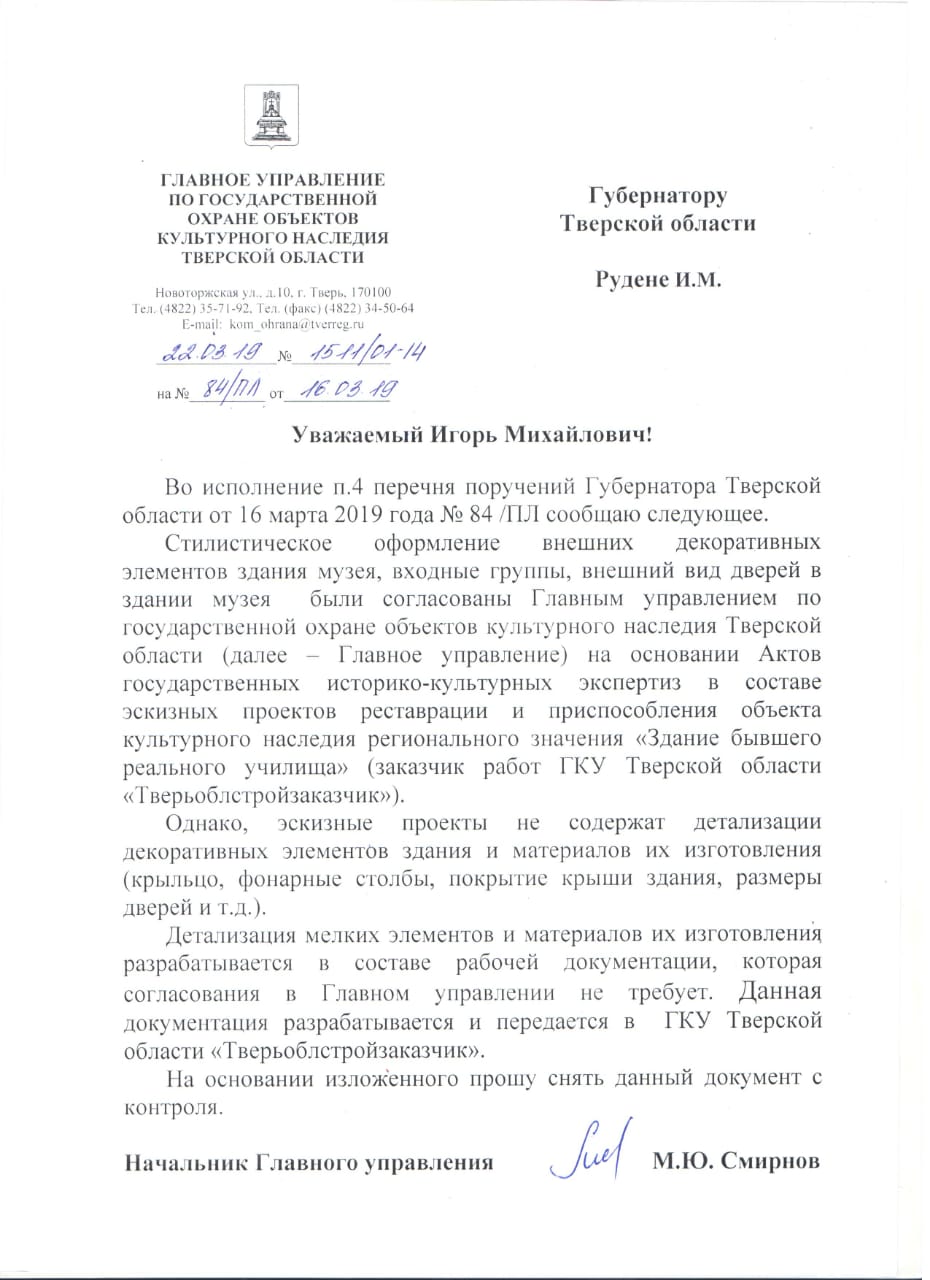 ГЛАВНОЕ УПРАВЛЕНИЕ
ПО ГОСУДАРСТВЕННОЙ
ОХРАНЕ ОБЪЕКТОВ
КУЛЬТУРНОГО НАСЛЕДИЯ
ТВЕРСКОЙ ОБЛАСТИ
Новоторжская ул., д.10, г. Тверь, 170100
Тел. (4822) 35-71-92, Тел. (факс) (4822) 34-50-64
E-mail: kom_ohrana@tverreg.ru
22.03.19 № 1511/01-14
на № 84/ПЛ от 16.03.19
Губернатору
Тверской области
Рудене И.М.
Уважаемый Игорь Михайлович!
Во исполнение п.4 перечня поручений Губернатора Тверской
области от 16 марта 2019 года № 84 /ПЛ сообщаю следующее.
Стилистическое оформление внешних декоративных
элементов здания музея, входные группы, внешний вид дверей в
здании музея были согласованы Главным управлением по
государственной охране объектов культурного наследия Тверской
области (далее – Главное управление) на основании Актов
государственных историко-культурных экспертиз в составе
эскизных проектов реставрации и приспособления объекта
культурного наследия регионального значения «Здание бывшего
реального училища» (заказчик работ ГКУ Тверской области
«Тверьоблстройзаказчик»).
Однако, эскизные проекты не содержат детализации
декоративных элементов здания и материалов их изготовления
(крыльцо, фонарные столбы, покрытие крыши здания, размеры
дверей и т.д.).
Детализация мелких элементов и материалов их изготовления
разрабатывается в составе рабочей документации, которая
согласования в Главном управлении не требует. Данная
документация разрабатывается и передается в ГКУ Тверской
области «Тверьоблстройзаказчик».
На основании изложенного прошу снять данный документ с
контроля.
Начальник Главного управления М.Ю. Смирнов